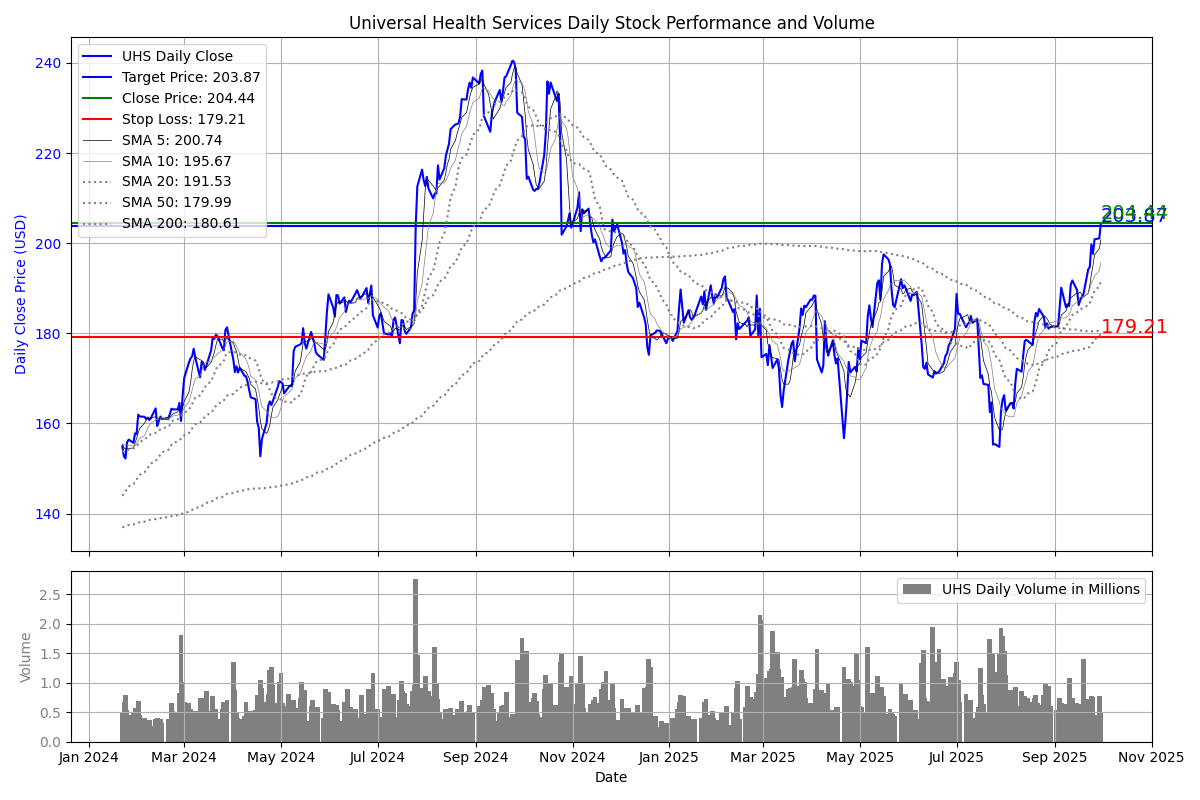 Universal Health Services Daily Stock Performance and Volume
UHS Daily Close
Target Price: 203.87
Close Price: 204.44
Stop Loss: 179.21
SMA 5: 200.74
SMA 10: 195.67
SMA 20: 191.53
SMA 50: 179.99
SMA 200: 180.61
Daily Close Price (USD)
240
220
200
180
160
140
204.44
203.87
179.21
UHS Daily Volume in Millions
Volume
2.5
2.0
1.5
1.0
0.5
0.0
Jan 2024 Mar 2024 May 2024 Jul 2024 Sep 2024 Nov 2024 Jan 2025 Mar 2025 May 2025 Jul 2025 Sep 2025 Nov 2025
Date